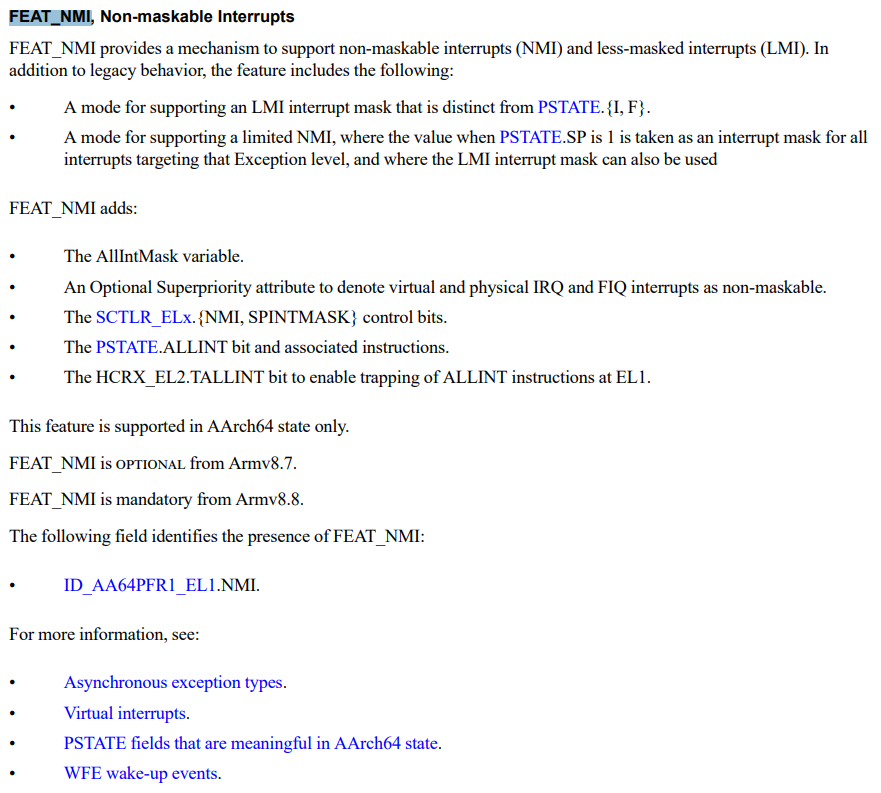 FEAT_NMI, Non-maskable Interrupts
FEAT_NMI provides a mechanism to support non-maskable interrupts (NMI) and less-masked interrupts (LMI). In
addition to legacy behavior, the feature includes the following:
• A mode for supporting an LMI interrupt mask that is distinct from PSTATE.{I, F}.
• A mode for supporting a limited NMI, where the value when PSTATE.SP is 1 is taken as an interrupt mask for all
interrupts targeting that Exception level, and where the LMI interrupt mask can also be used
FEAT_NMI adds:
• The AllIntMask variable.
• An Optional Superpriority attribute to denote virtual and physical IRQ and FIQ interrupts as non-maskable.
• The SCTLR_ELx.{NMI, SPINTMASK} control bits.
• The PSTATE.ALLINT bit and associated instructions.
• The HCRX_EL2.TALLINT bit to enable trapping of ALLINT instructions at EL1.
This feature is supported in AArch64 state only.
FEAT_NMI is OPTIONAL from Armv8.7.
FEAT_NMI is mandatory from Armv8.8.
The following field identifies the presence of FEAT_NMI:
• ID_AA64PFR1_EL1.NMI.
For more information, see:
• Asynchronous exception types.
• Virtual interrupts.
• PSTATE fields that are meaningful in AArch64 state.
• WFE wake-up events.